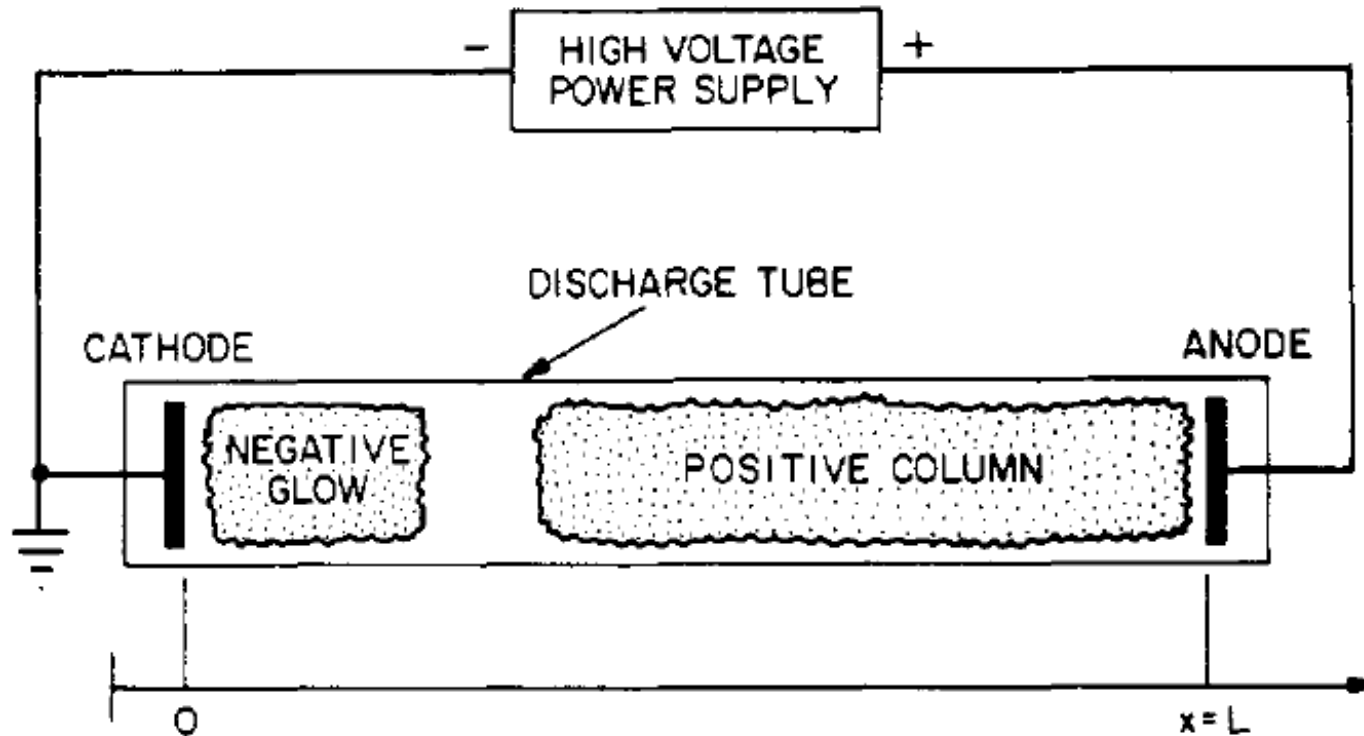 - HIGH VOLTAGE +
POWER SUPPLY
DISCHARGE TUBE
CATHODE
ANODE
NEGATIVE
GLOW
POSITIVE COLUMN
0
x = L